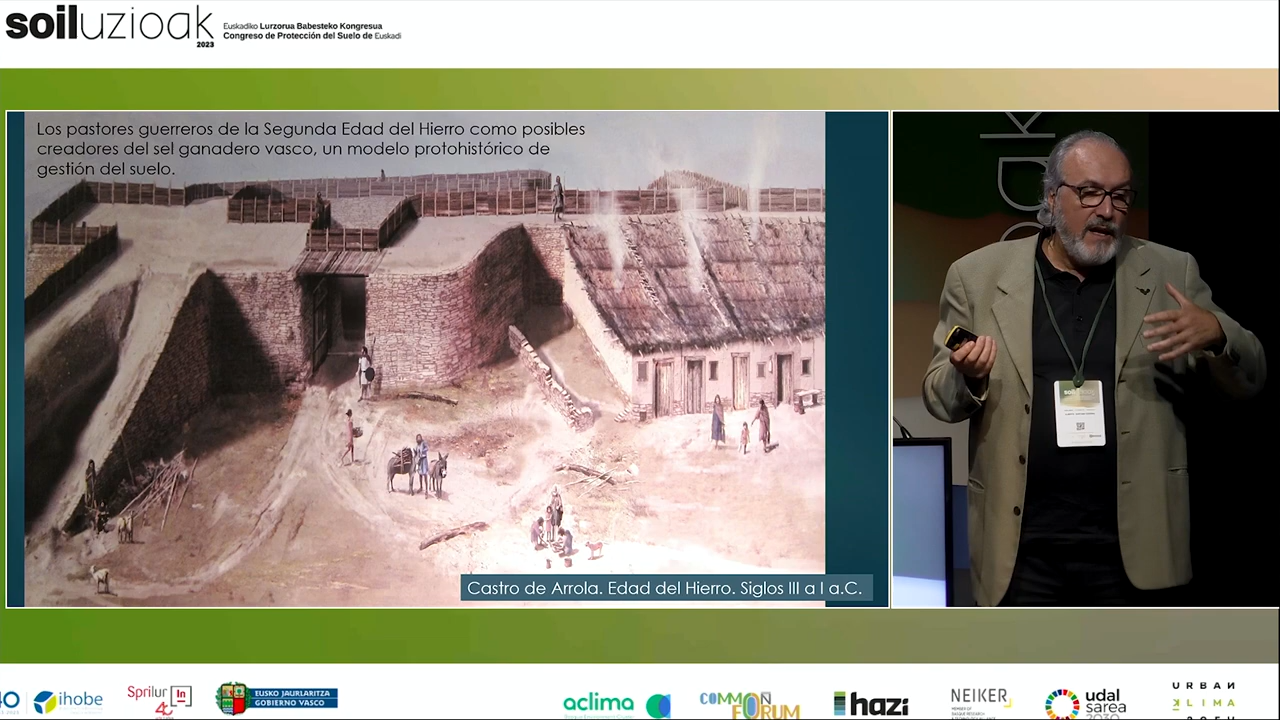 soiluzioak
2023
Euskadiko Lurzorua Babesteko Kongresua
Congreso de Protección del Suelo de Euskadi
Los pastores guerreros de la Segunda Edad del Hierro como posibles
creadores del sel ganadero vasco, un modelo protohistórico de
gestión del suelo.
Castro de Arrola. Edad del Hierro. Siglos III a I a.C.
ihobe
Sprilur
EUSKO JAURLARITZA
GOBIERNO VASCO
aclima
COMMON
FORUM
hazi
NEIKER
udal
sarea
2030
URBAN
KLIMA